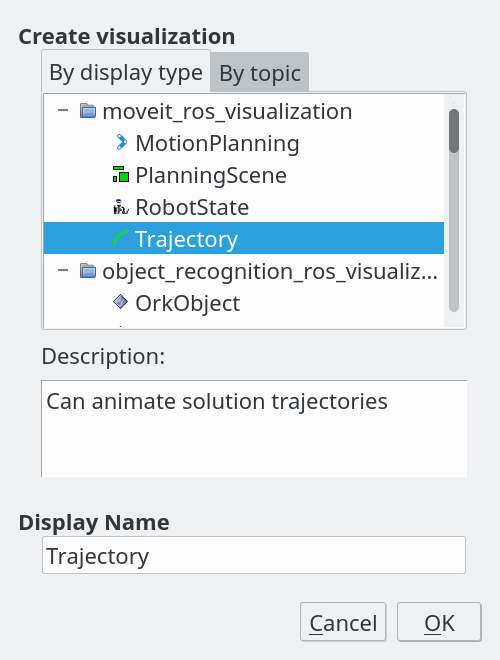 Create visualization
By display type By topic
moveit_ros_visualization
MotionPlanning
PlanningScene
RobotState
Trajectory
object_recognition_ros_visualiz...
OrkObject
Description:
Can animate solution trajectories
Display Name
Trajectory
Cancel OK